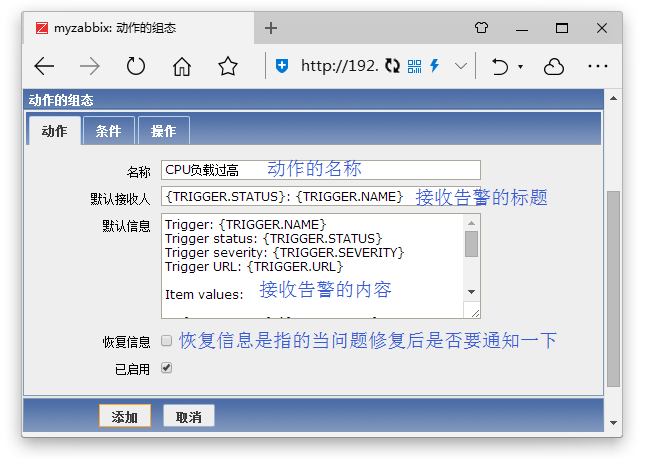 myzabbix: 动作的组态
http://192.
动作的组态
动作 条件 操作
名称 CPU负载过高 动作的名称
默认接收人 {TRIGGER.STATUS}: {TRIGGER.NAME} 接收告警的标题
默认信息 Trigger: {TRIGGER.NAME}
Trigger status: {TRIGGER.STATUS}
Trigger severity: {TRIGGER.SEVERITY}
Trigger URL: {TRIGGER.URL}
Item values: 接收告警的内容
恢复信息 恢复信息是指的当问题修复后是否要通知一下
已启用
添加 取消